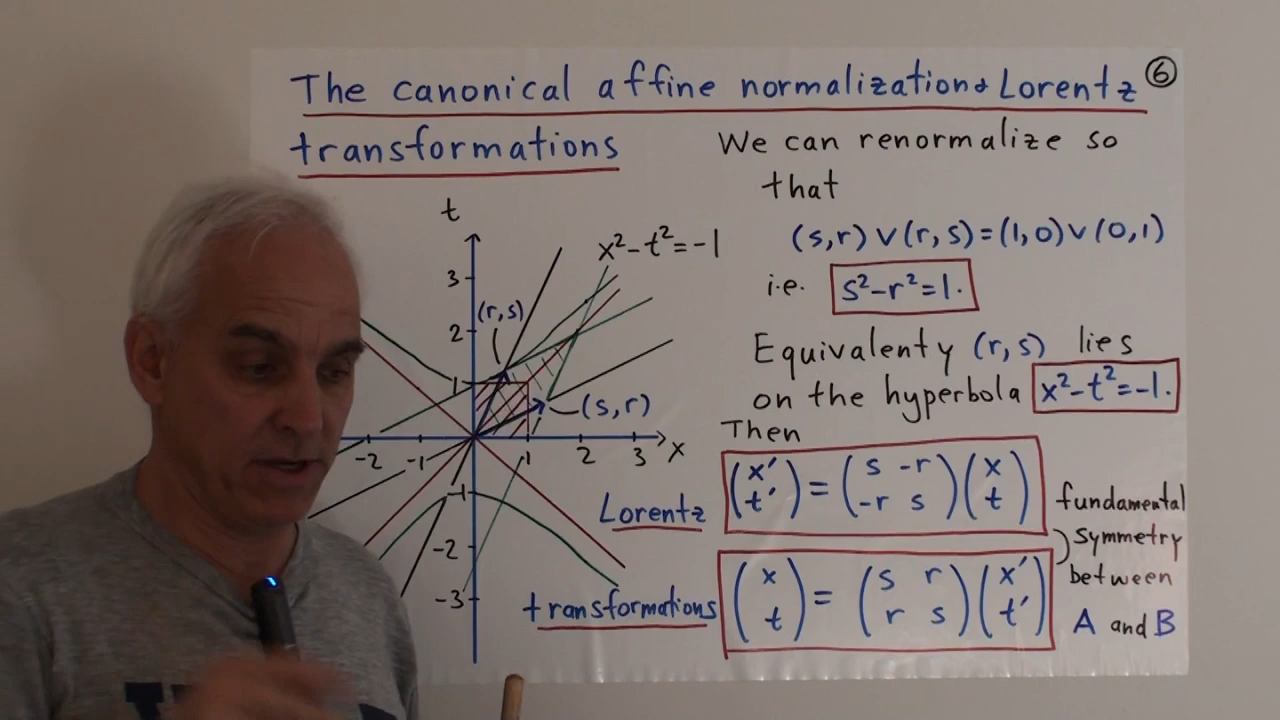 The canonical affine normalization & Lorentz ⑥
transformations
We can renormalize so
that
(s,r) ∨ (r,s) = (1,0) ∨ (0,1)
i.e. s² - r² = 1.
Equivalenty (r,s) lies
on the hyperbola x² - t² = -1.
Then
(x' t') = (s -r -r s)(x t)
(x t) = (s r r s)(x' t')
fundamental
symmetry
between
A and B
Lorentz
transformations
t
x² - t² = -1
3
(r,s)
2
1
(s,r)
-2 -1 1 2 3 x
-1
-2
-3